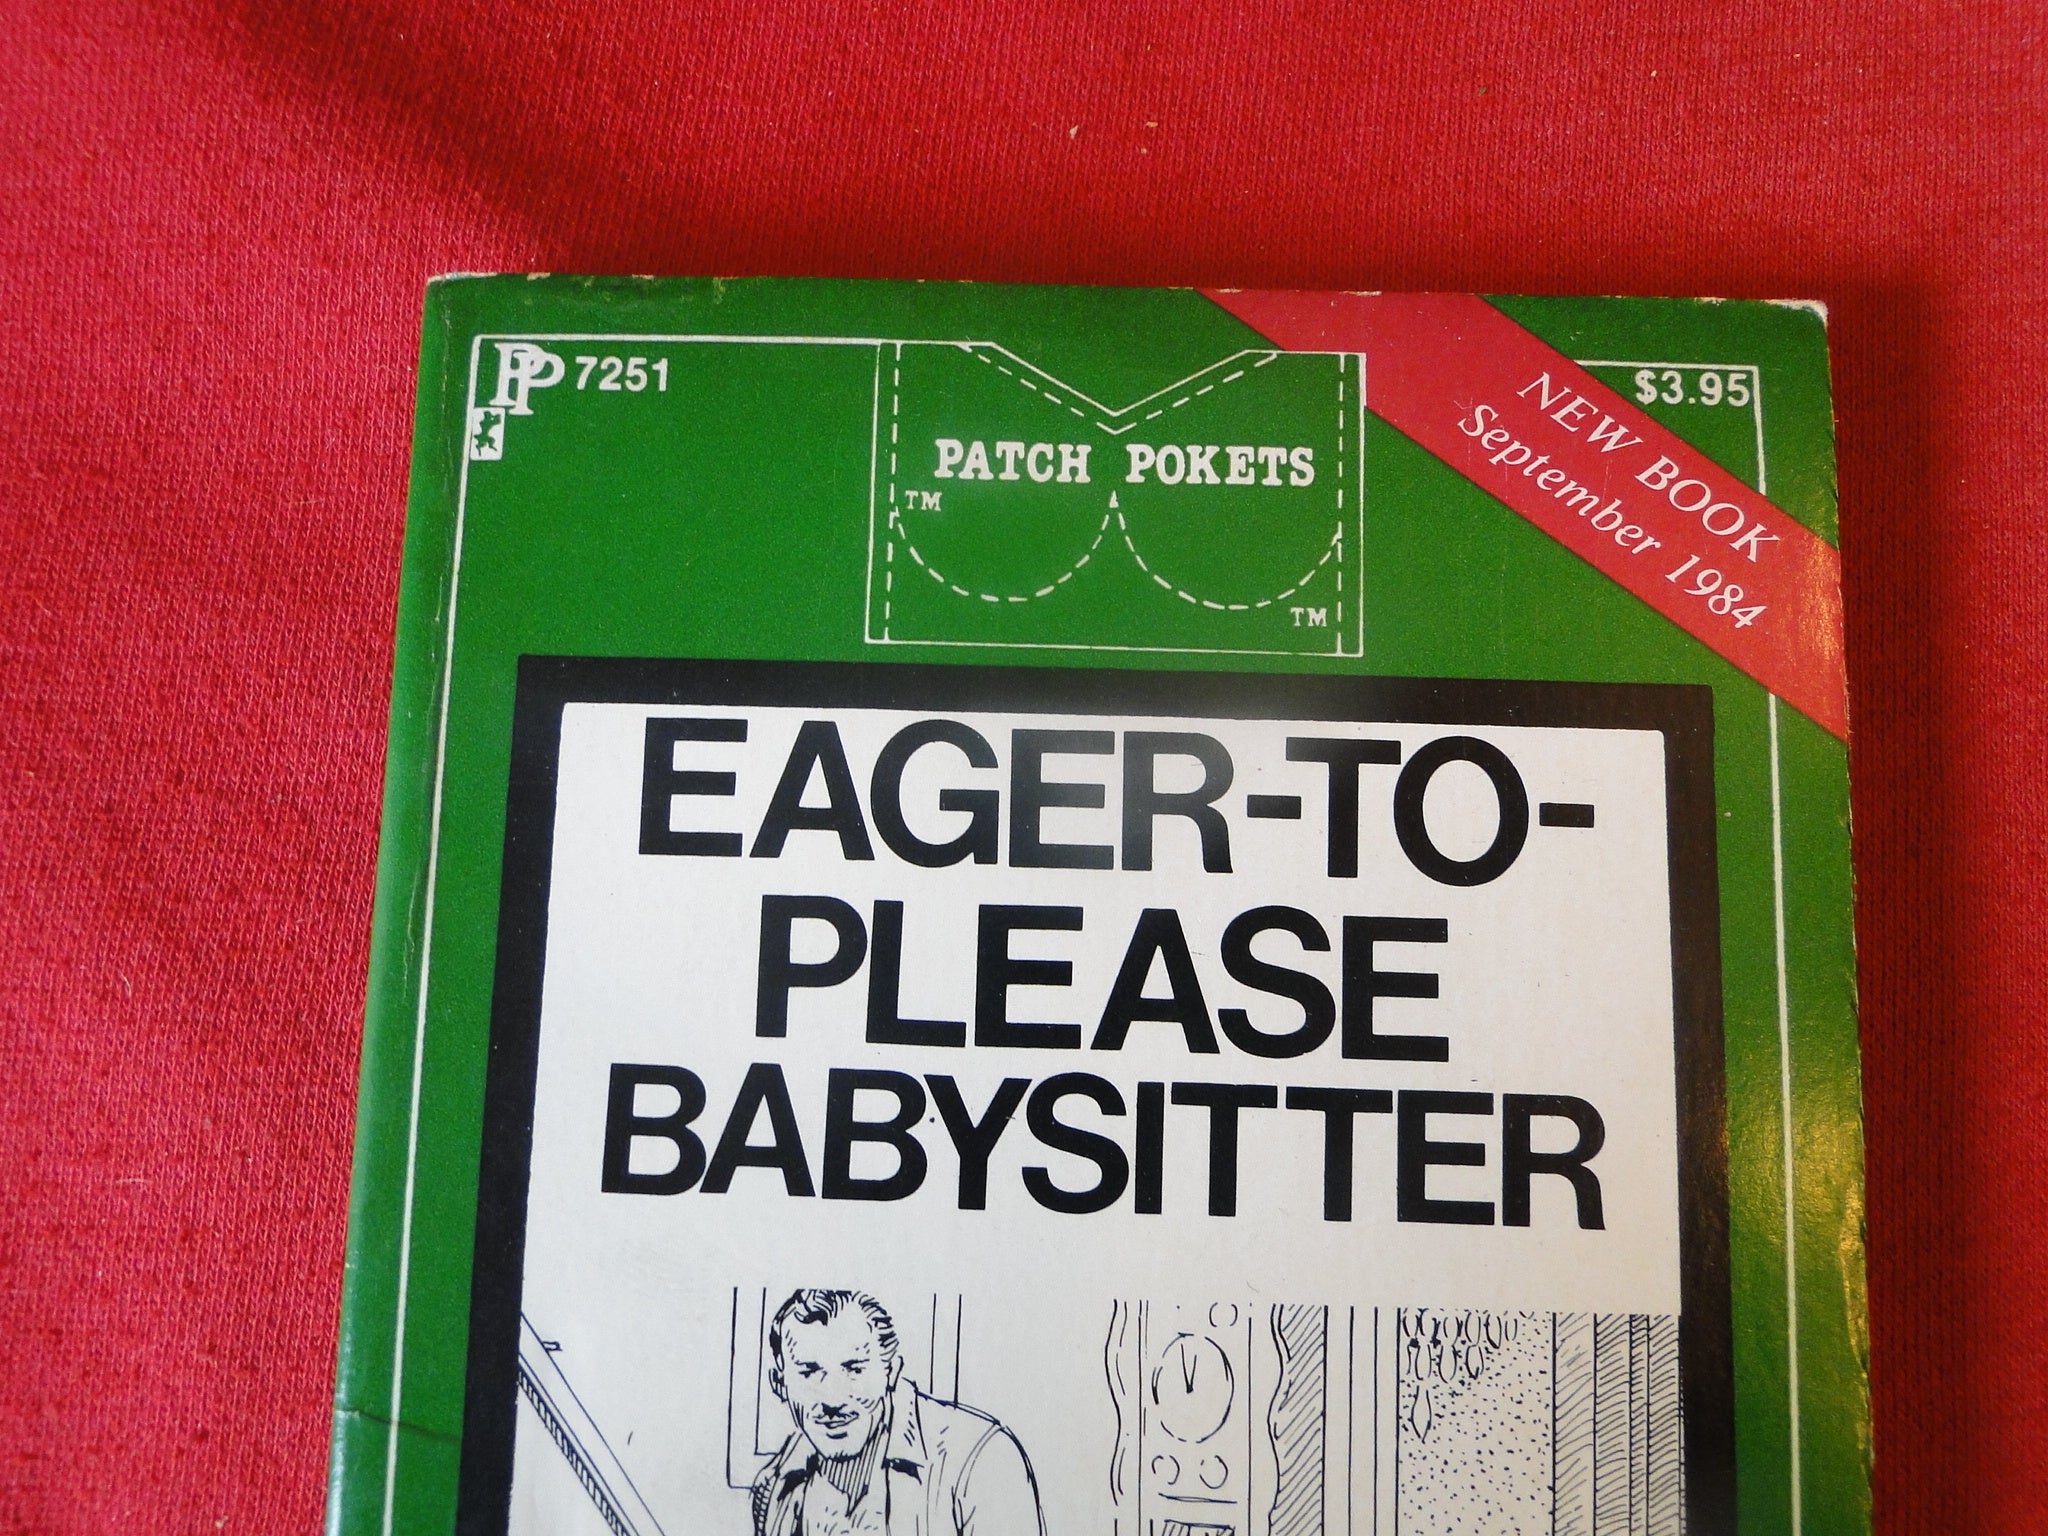 PP 7251
$3.95
PATCH POKETS
TM
TM
NEW BOOK
September 1984
EAGER-TO-
PLEASE
BABYSITTER